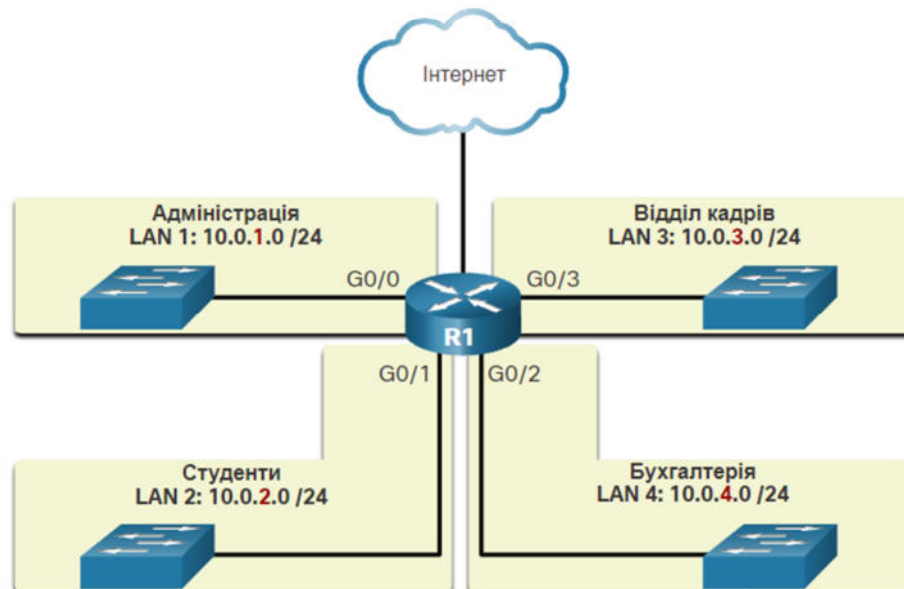 Інтернет
Адміністрація
LAN 1: 10.0.1.0 /24
Відділ кадрів
LAN 3: 10.0.3.0 /24
G0/0
G0/3
R1
G0/1
G0/2
Студенти
LAN 2: 10.0.2.0 /24
Бухгалтерія
LAN 4: 10.0.4.0 /24